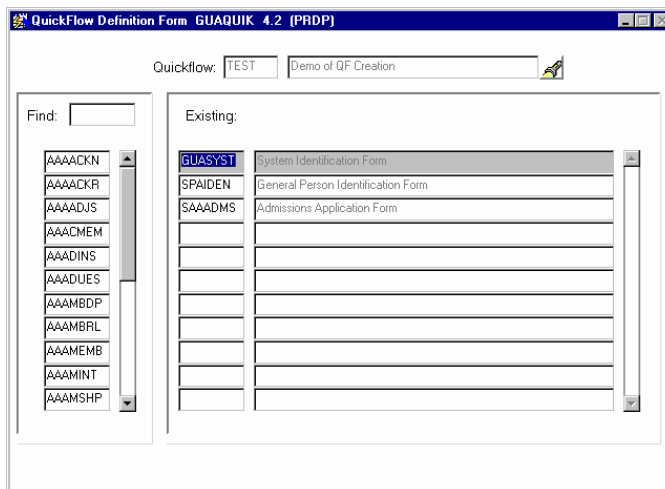 QuickFlow Definition Form GUAQUIK 4.2 (PRDP)
Quickflow: TEST Demo of QF Creation
Find:
AAAACKN
AAAACKR
AAAADJS
AAACMEM
AAADINS
AAADUES
AAAMBDP
AAAMBRL
AAAMEMB
AAAMINT
AAAMSHP
Existing:
GUASYST System Identification Form
SPAIDEN General Person Identification Form
SAAADMS Admissions Application Form